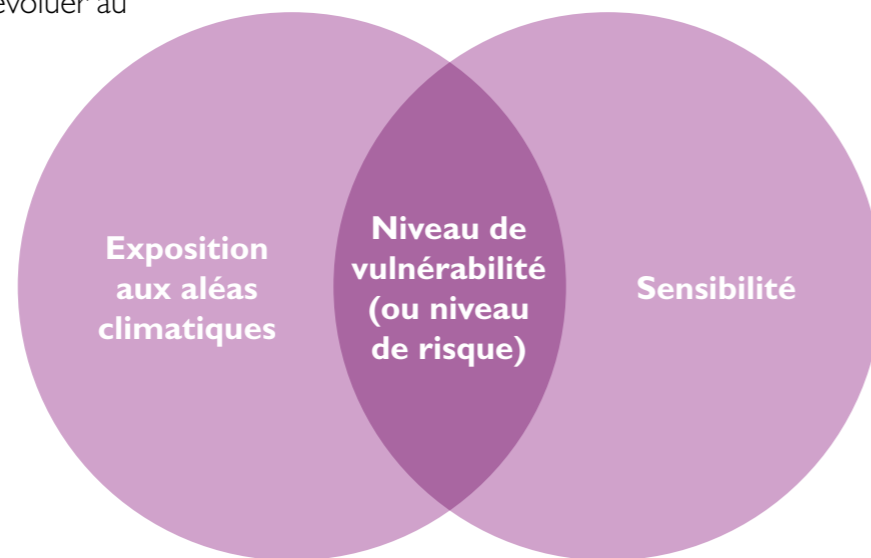 évoluer au
Exposition
aux aléas
climatiques
Niveau de
vulnérabilité
(ou niveau
de risque)
Sensibilité